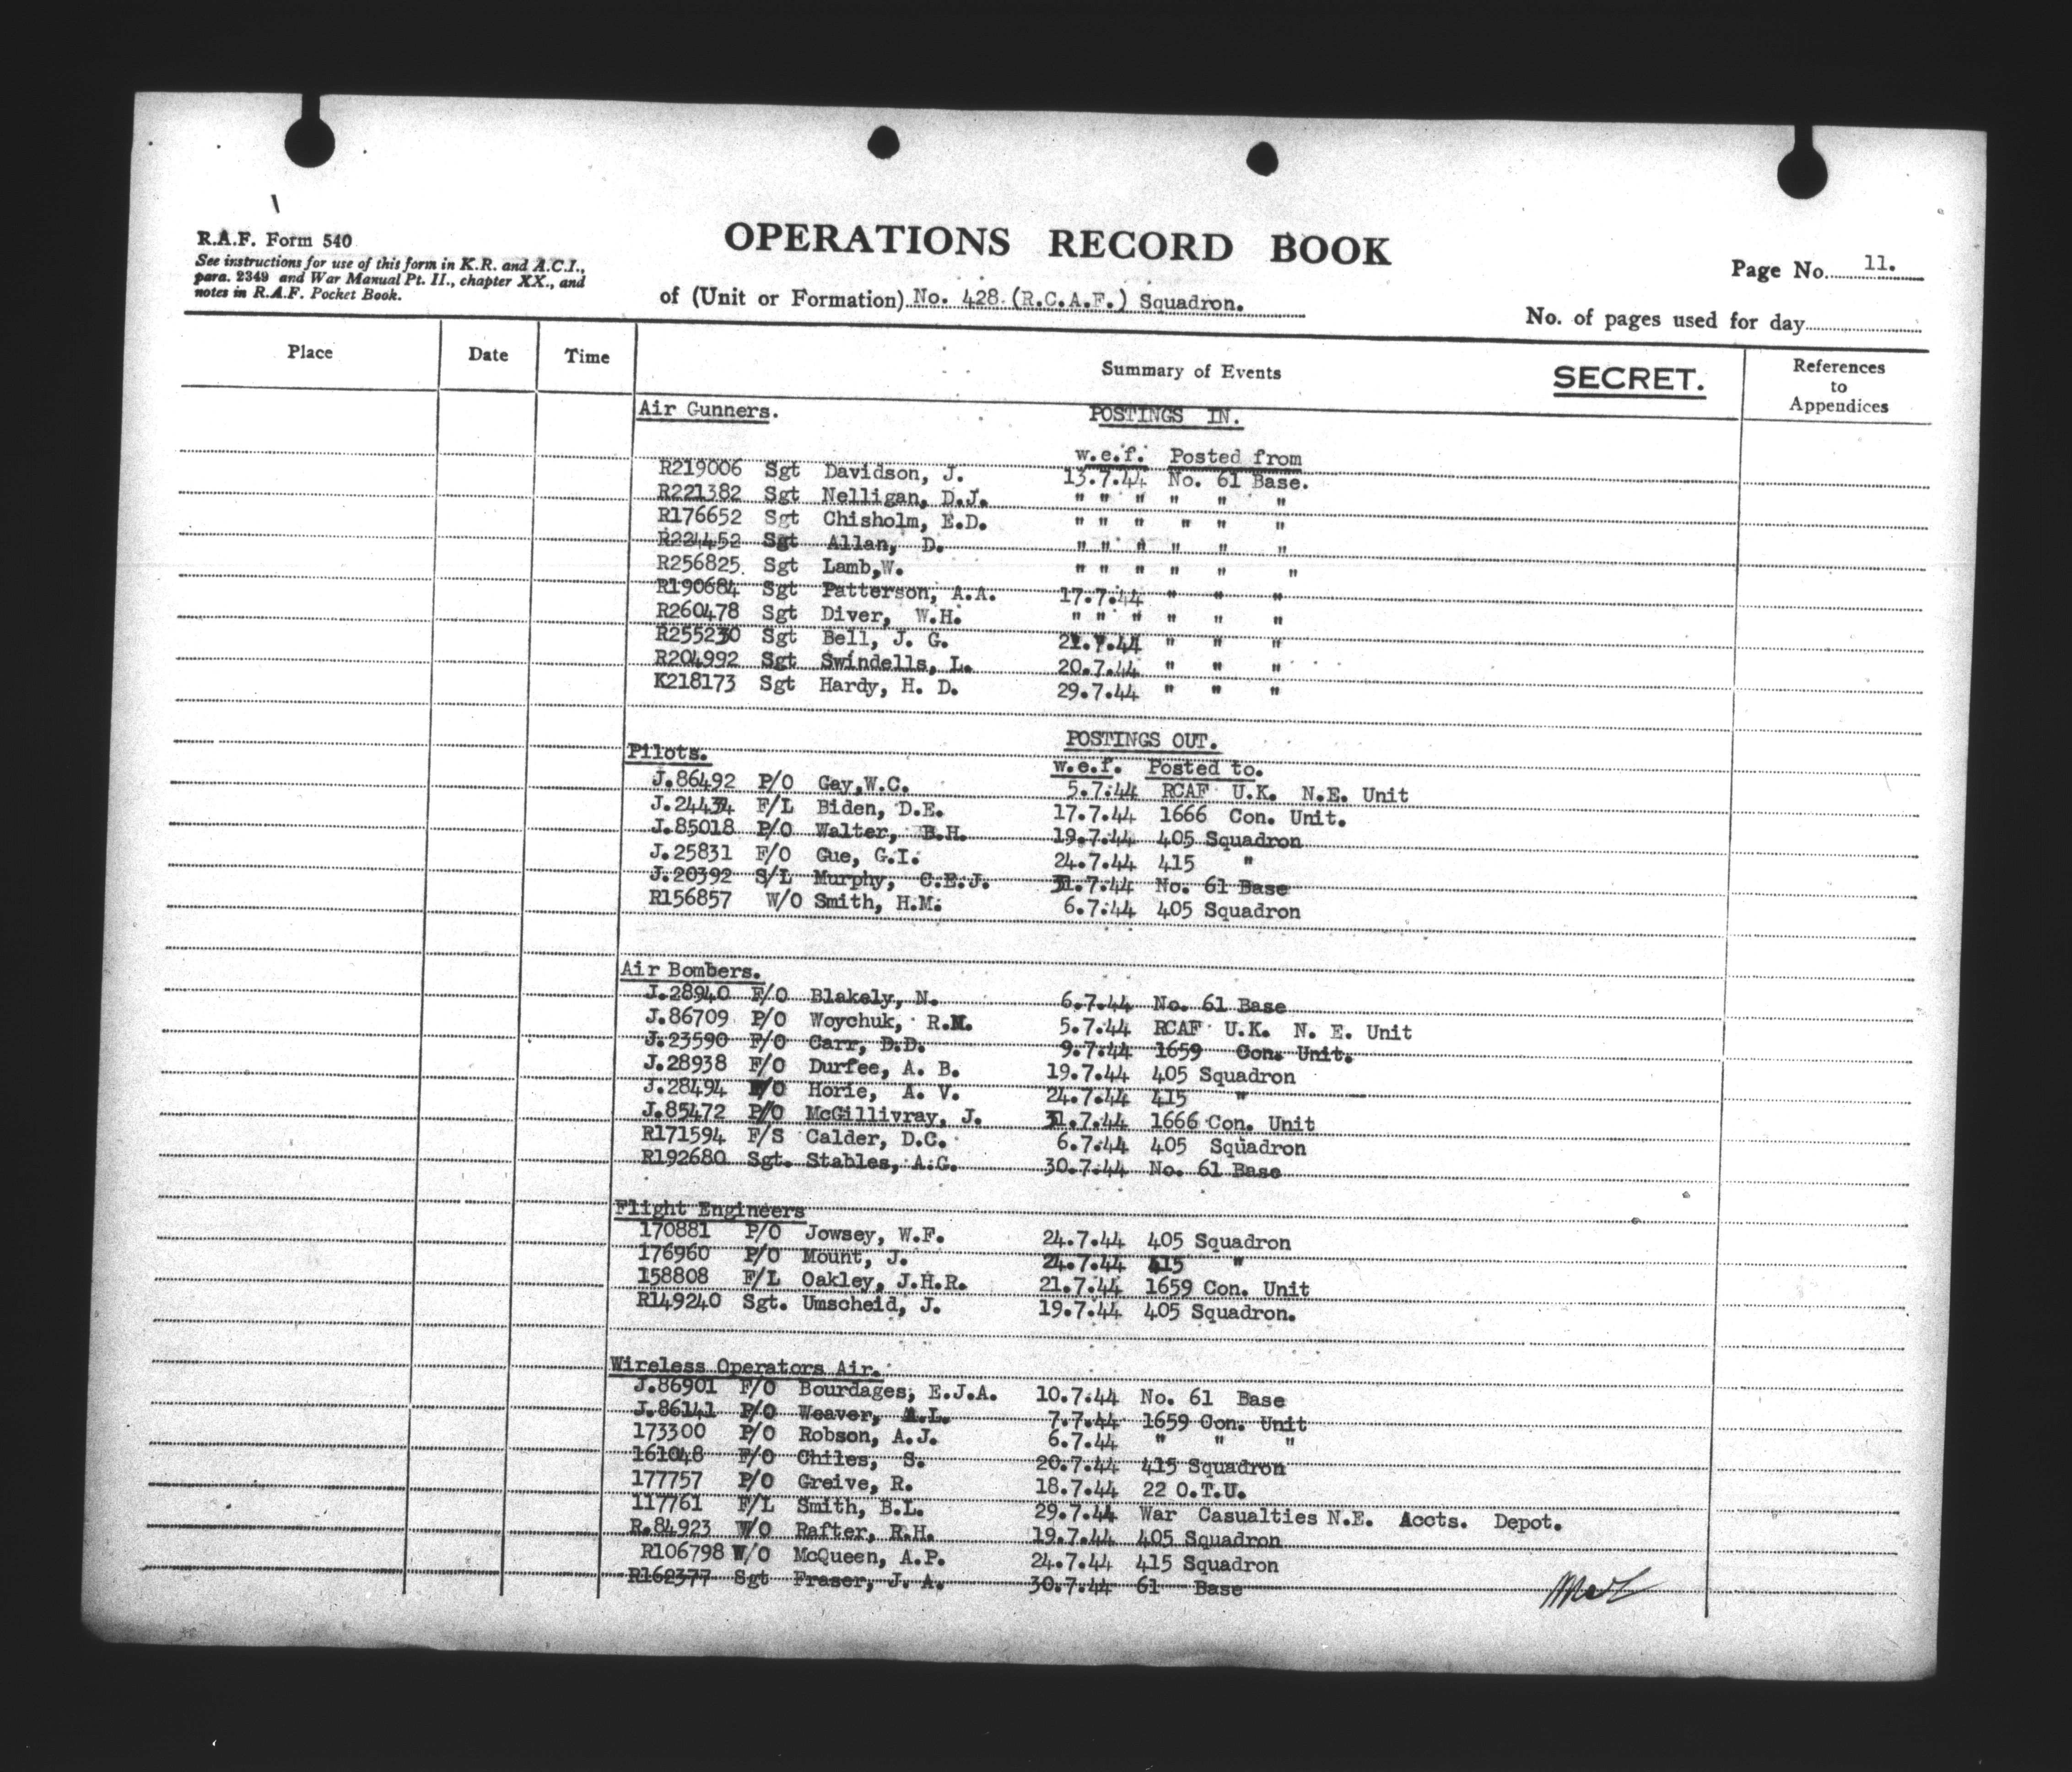 R.A.F. Form 540
See instructions for use of this form in K.R. and A.C.I.,
para. 2349 and War Manual Pt. II., chapter XX., and
notes in R.A.F. Pocket Book.
OPERATIONS RECORD BOOK
of (Unit or Formation) No. 428 (R.C.A.F.) Squadron.
Page No. 11.
No. of pages used for day
Place Date Time Summary of Events SECRET. References to Appendices
Air Gunners. POSTINGS IN.
w.e.f. Posted from
R219006 Sgt Davidson, J. 13.7.44 No. 61 Base.
R221382 Sgt Nelligan, D.J. " " " " " "
R176652 Sgt Chisholm, E.D. " " " " " "
R224452 Sgt Allan, D. " " " " " "
R256825 Sgt Lamb,W. " " " " " "
R190684 Sgt Patterson, A.A. 17.7.44 " " "
R260478 Sgt Diver, W.H. " " " " " "
R255230 Sgt Bell, J. G. 21.7.44 " " "
R204992 Sgt Swindells, L. 20.7.44 " " "
K218173 Sgt Hardy, H. D. 29.7.44 " " "
POSTINGS OUT.
Pilots. w.e.f. Posted to.
J.86492 P/O Gay,W.C. 5.7.44 RCAF U.K. N.E. Unit
J.24434 F/L Biden, D.E. 17.7.44 1666 Con. Unit.
J.85018 P/O Walter, B.H. 19.7.44 405 Squadron
J.25831 F/O Gue, G.I. 24.7.44 415 "
J.20392 S/L Murphy, C.E.J. 31.7.44 No. 61 Base
R156857 W/O Smith, H.M. 6.7.44 405 Squadron
Air Bombers.
J.28940 F/O Blakely, N. 6.7.44 No. 61 Base
J.86709 P/O Woychuk, R.M. 5.7.44 RCAF U.K. N. E. Unit
J.23590 F/O Carr, D.D. 9.7.44 1659 Con. Unit.
J.28938 F/O Durfee, A. B. 19.7.44 405 Squadron
J.28494 F/O Horie, A. V. 24.7.44 415 "
J.85472 P/O McGillivray, J. 31.7.44 1666 Con. Unit
R171594 F/S Calder, D.C. 6.7.44 405 Squadron
R192680 Sgt. Stables, A.G. 30.7.44 No. 61 Base
Flight Engineers
170881 P/O Jowsey, W.F. 24.7.44 405 Squadron
176960 P/O Mount, J. 24.7.44 415 "
158808 F/L Oakley, J.H.R. 21.7.44 1659 Con. Unit
R149240 Sgt. Umscheid, J. 19.7.44 405 Squadron.
Wireless Operators Air.
J.86901 F/O Bourdages, E.J.A. 10.7.44 No. 61 Base
J.86141 P/O Weaver, A.L. 7.7.44 1659 Con. Unit
173300 P/O Robson, A.J. 6.7.44 " " "
161048 F/O Chiles, S. 20.7.44 415 Squadron
177757 P/O Greive, R. 18.7.44 22 O.T.U.
117761 F/L Smith, B.L. 29.7.44 War Casualties N.E. Accts. Depot.
R.84923 W/O Rafter, R.H. 19.7.44 405 Squadron
R106798 W/O McQueen, A.P. 24.7.44 415 Squadron
R162377 Sgt Fraser, J. A. 30.7.44 61 Base